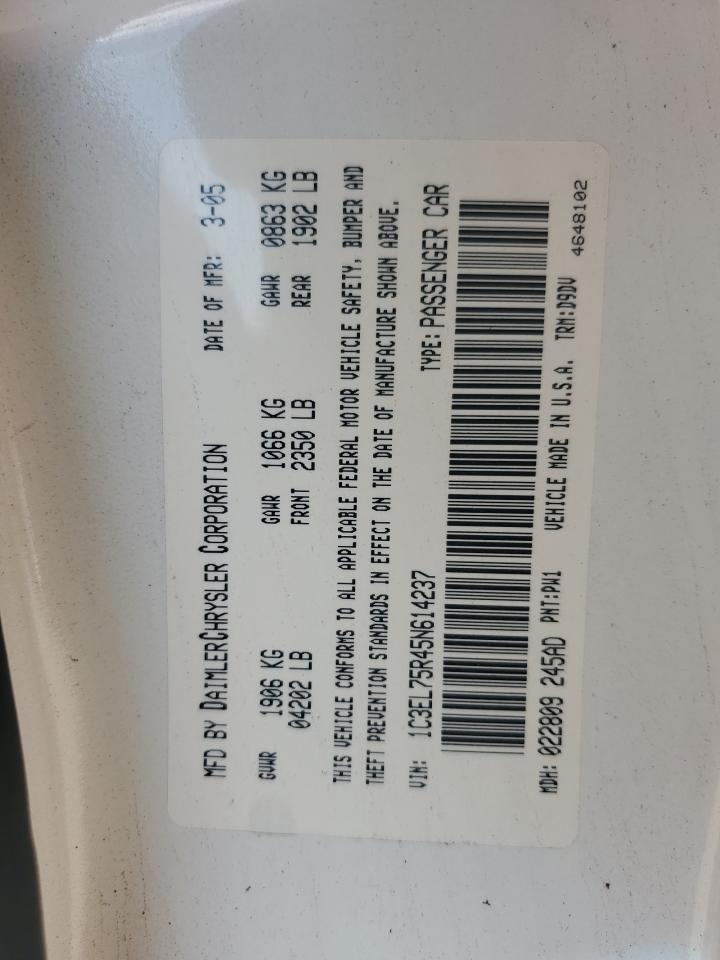 MFD BY DAIMLERCHRYSLER CORPORATION DATE OF MFR: 3-05
GVWR 1906 KG GAWR 1066 KG GAWR 0863 KG
04202 LB FRONT 2350 LB REAR 1902 LB
THIS VEHICLE CONFORMS TO ALL APPLICABLE FEDERAL MOTOR VEHICLE SAFETY, BUMPER AND
THEFT PREVENTION STANDARDS IN EFFECT ON THE DATE OF MANUFACTURE SHOWN ABOVE.
VIN: 1C3EL75R45N614237 TYPE: PASSENGER CAR
MDH: 022809 245AD PNT:PW1 VEHICLE MADE IN U.S.A. TRM:D9DV
4648102